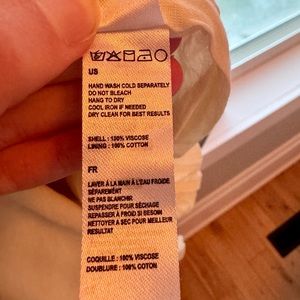 US
HAND WASH COLD SEPARATELY
DO NOT BLEACH
HANG TO DRY
COOL IRON IF NEEDED
DRY CLEAN FOR BEST RESULTS
SHELL : 100% VISCOSE
LINING : 100% COTTON
FR
LAVER À LA MAIN À L'EAU FROIDE
SÉPARÉMENT
NE PAS BLANCHIR
SUSPENDRE POUR SÉCHAGE
REPASSER À FROID SI BESOIN
NETTOYER À SEC POUR MEILLEUR
RESULTAT
COQUILLE : 100% VISCOSE
DOUBLURE : 100% COTON